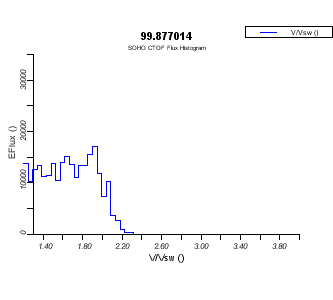 99.877014
V/Vsw ()
SOHO CTOF Flux Histogram
EFlux ()
30000
20000
10000
0
1.40 1.80 2.20 2.60 3.00 3.40 3.80
V/Vsw ()